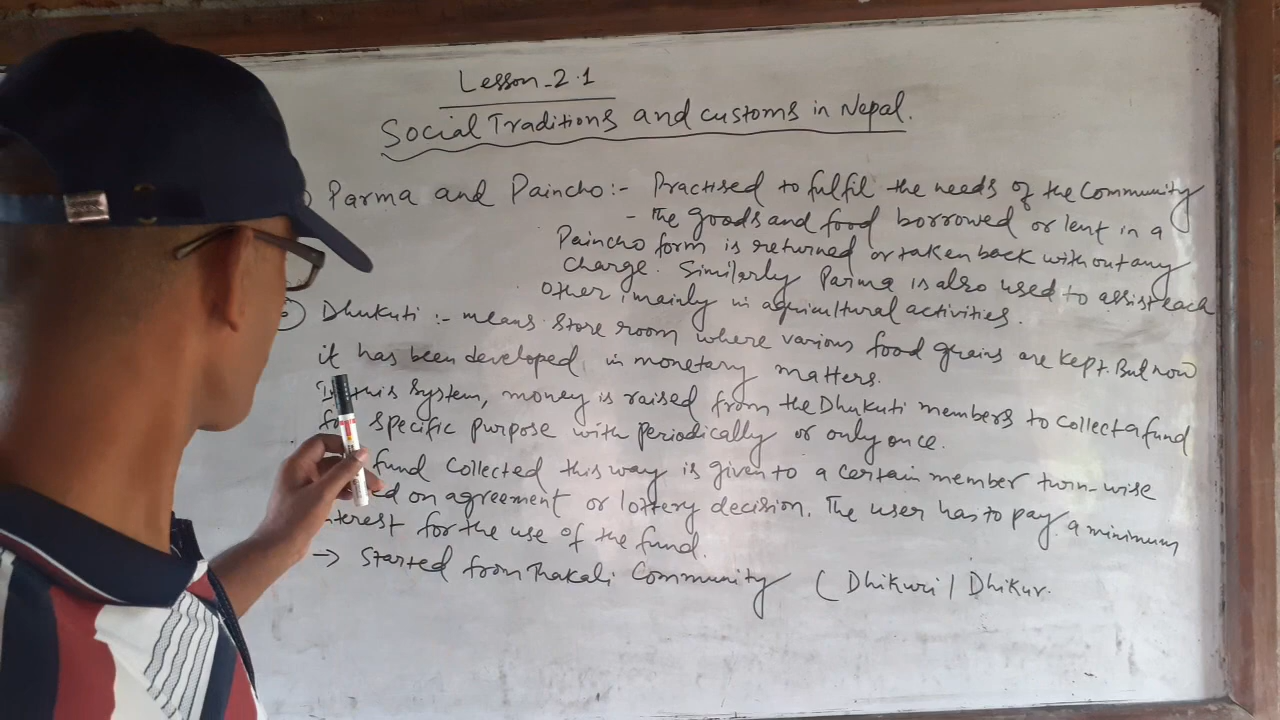 Lesson-2.1
Social Traditions and customs in Nepal.
Parma and Paincho:- Practised to fulfil the needs of the Community
- The goods and food borrowed or lent in a
Paincho form is returned or taken back without any
charge. Similarly Parma is also used to assist each
other, mainly in agricultural activities.
Dhukuti :- means store room where various food grains are kept. But now
it has been developed in monetary matters.
In this system, money is raised from the Dhukuti members to collect a fund
for specific purpose with periodically or only once.
fund collected this way is given to a certain member turn-wise
on agreement or lottery decision. The user has to pay a minimum
terest for the use of the fund.
→ Started from Thakali Community (Dhikuri / Dhikur.